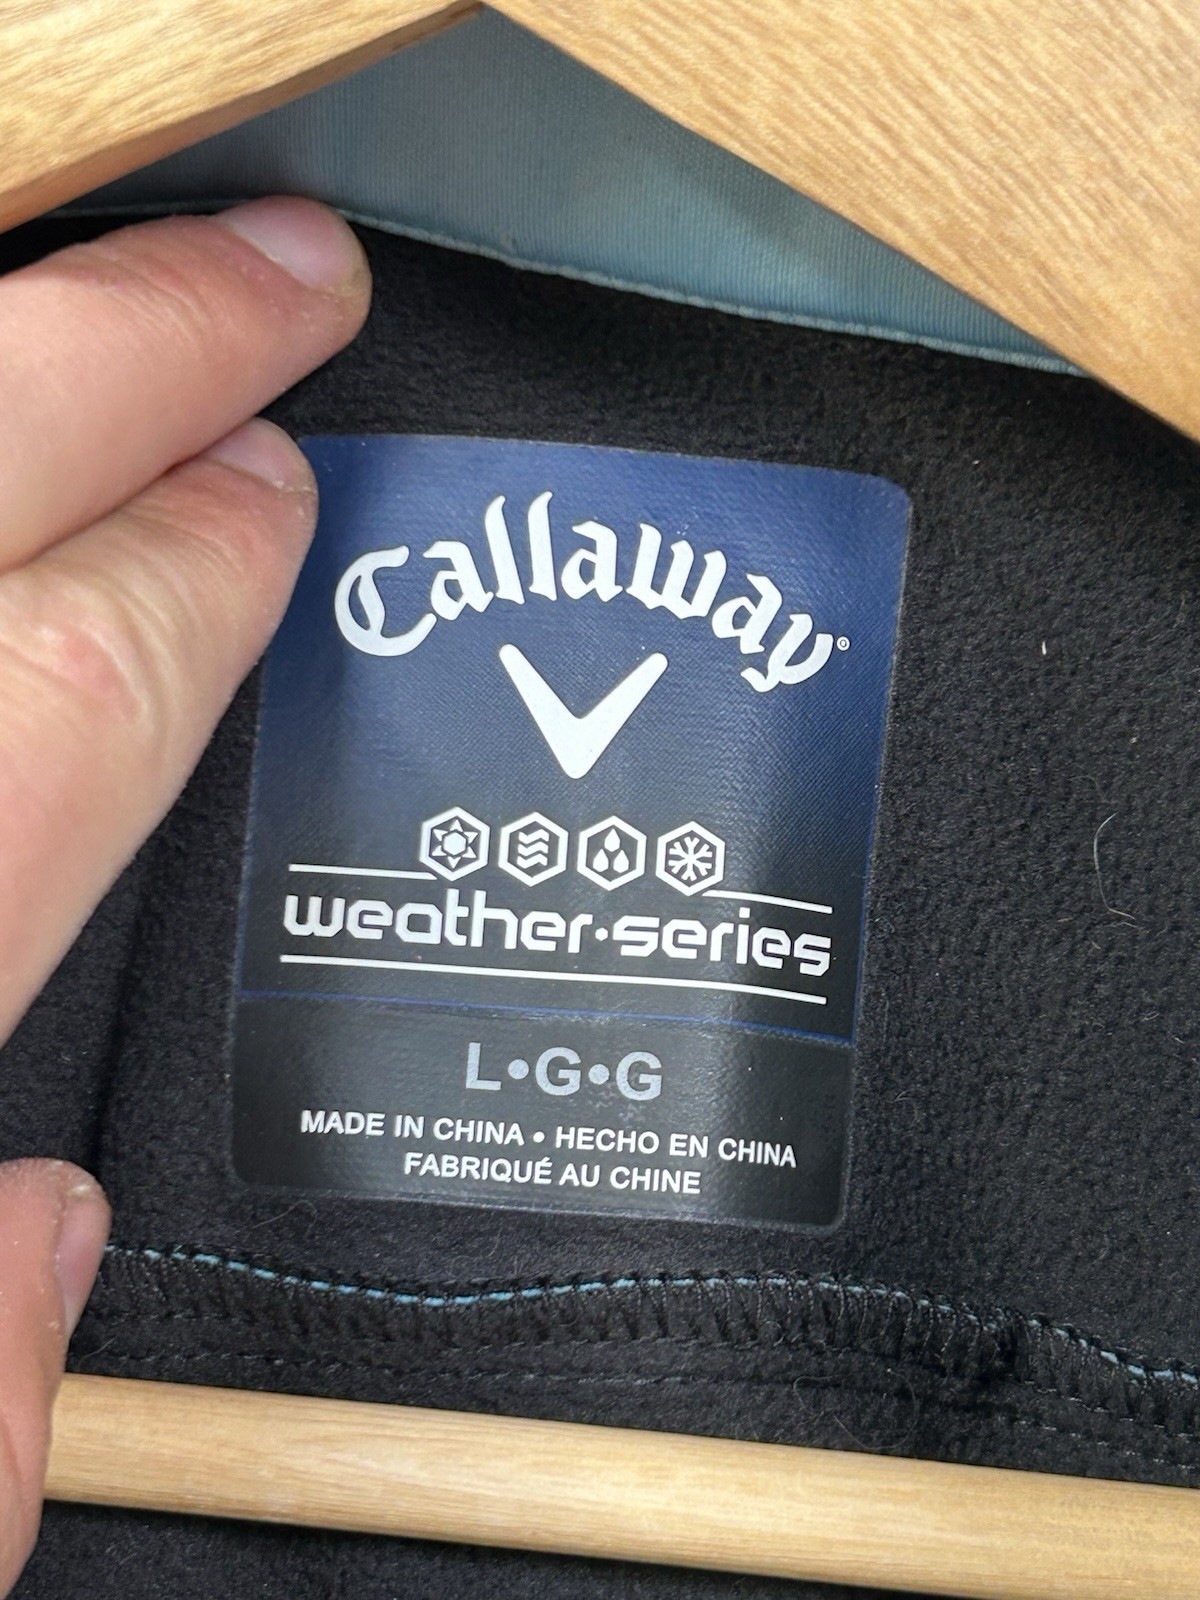 Callaway
weather·series
L•G•G
MADE IN CHINA • HECHO EN CHINA
FABRIQUÉ AU CHINE